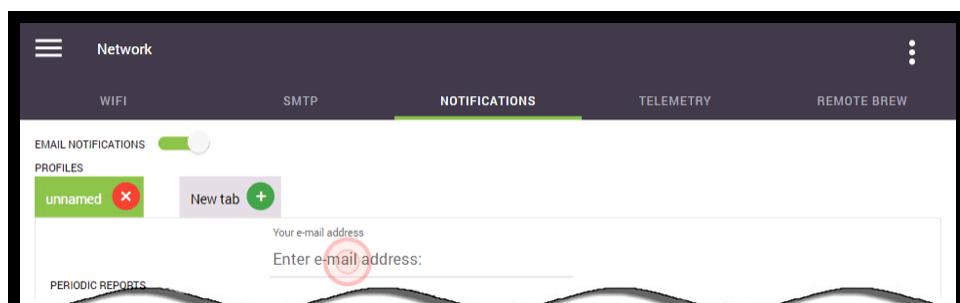 Network
WIFI SMTP NOTIFICATIONS TELEMETRY REMOTE BREW
EMAIL NOTIFICATIONS
PROFILES
unnamed New tab
Your e-mail address
Enter e-mail address:
PERIODIC REPORTS